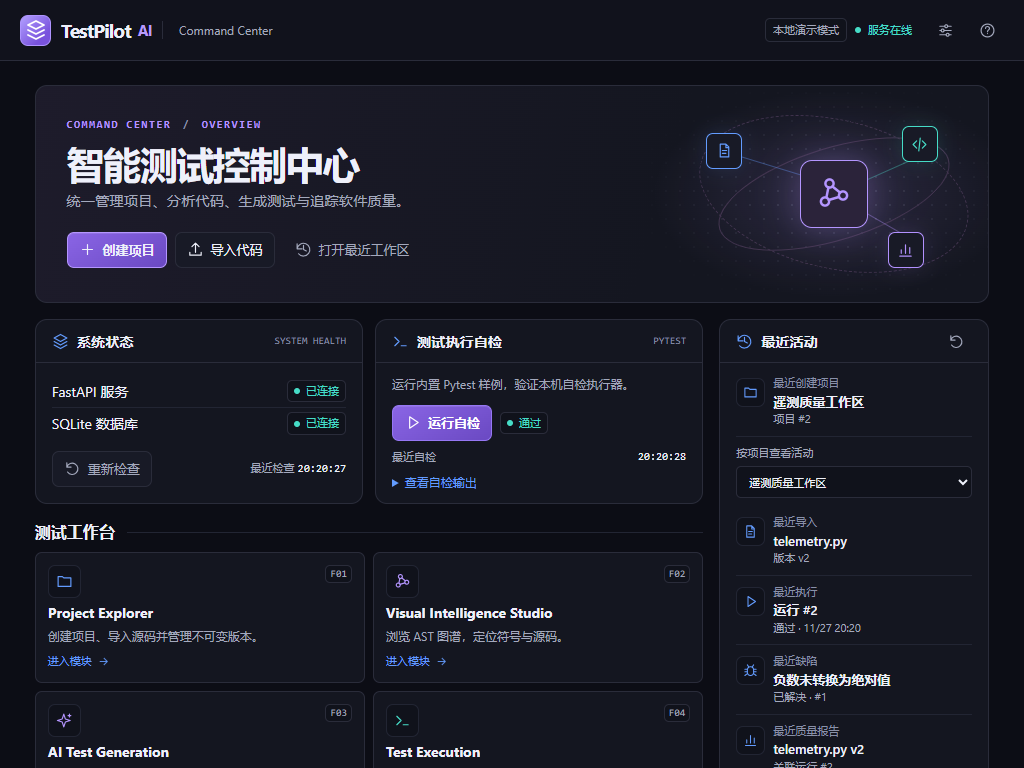 TestPilot AI
Command Center
本地演示模式
服务在线
COMMAND CENTER / OVERVIEW
智能测试控制中心
统一管理项目、分析代码、生成测试与追踪软件质量。
创建项目
导入代码
打开最近工作区
系统状态
SYSTEM HEALTH
FastAPI 服务
已连接
SQLite 数据库
已连接
重新检查
最近检查 20:20:27
测试执行自检
PYTEST
运行内置 Pytest 样例，验证本机自检执行器。
运行自检
通过
最近自检
20:20:28
查看自检输出
最近活动
最近创建项目
遥测质量工作区
项目 #2
按项目查看活动
遥测质量工作区
最近导入
telemetry.py
版本 v2
最近执行
运行 #2
通过 · 11/27 20:20
最近缺陷
负数未转换为绝对值
已解决 · #1
最近质量报告
telemetry.py v2
关联运行 #2
测试工作台
F01
Project Explorer
创建项目、导入源码并管理不可变版本。
进入模块 →
F02
Visual Intelligence Studio
浏览 AST 图谱，定位符号与源码。
进入模块 →
F03
AI Test Generation
F04
Test Execution